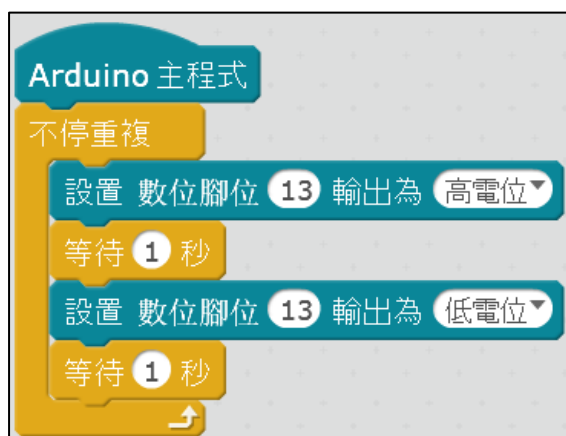 Arduino 主程式
不停重複
設置 數位腳位 13 輸出為 高電位
等待 1 秒
設置 數位腳位 13 輸出為 低電位
等待 1 秒